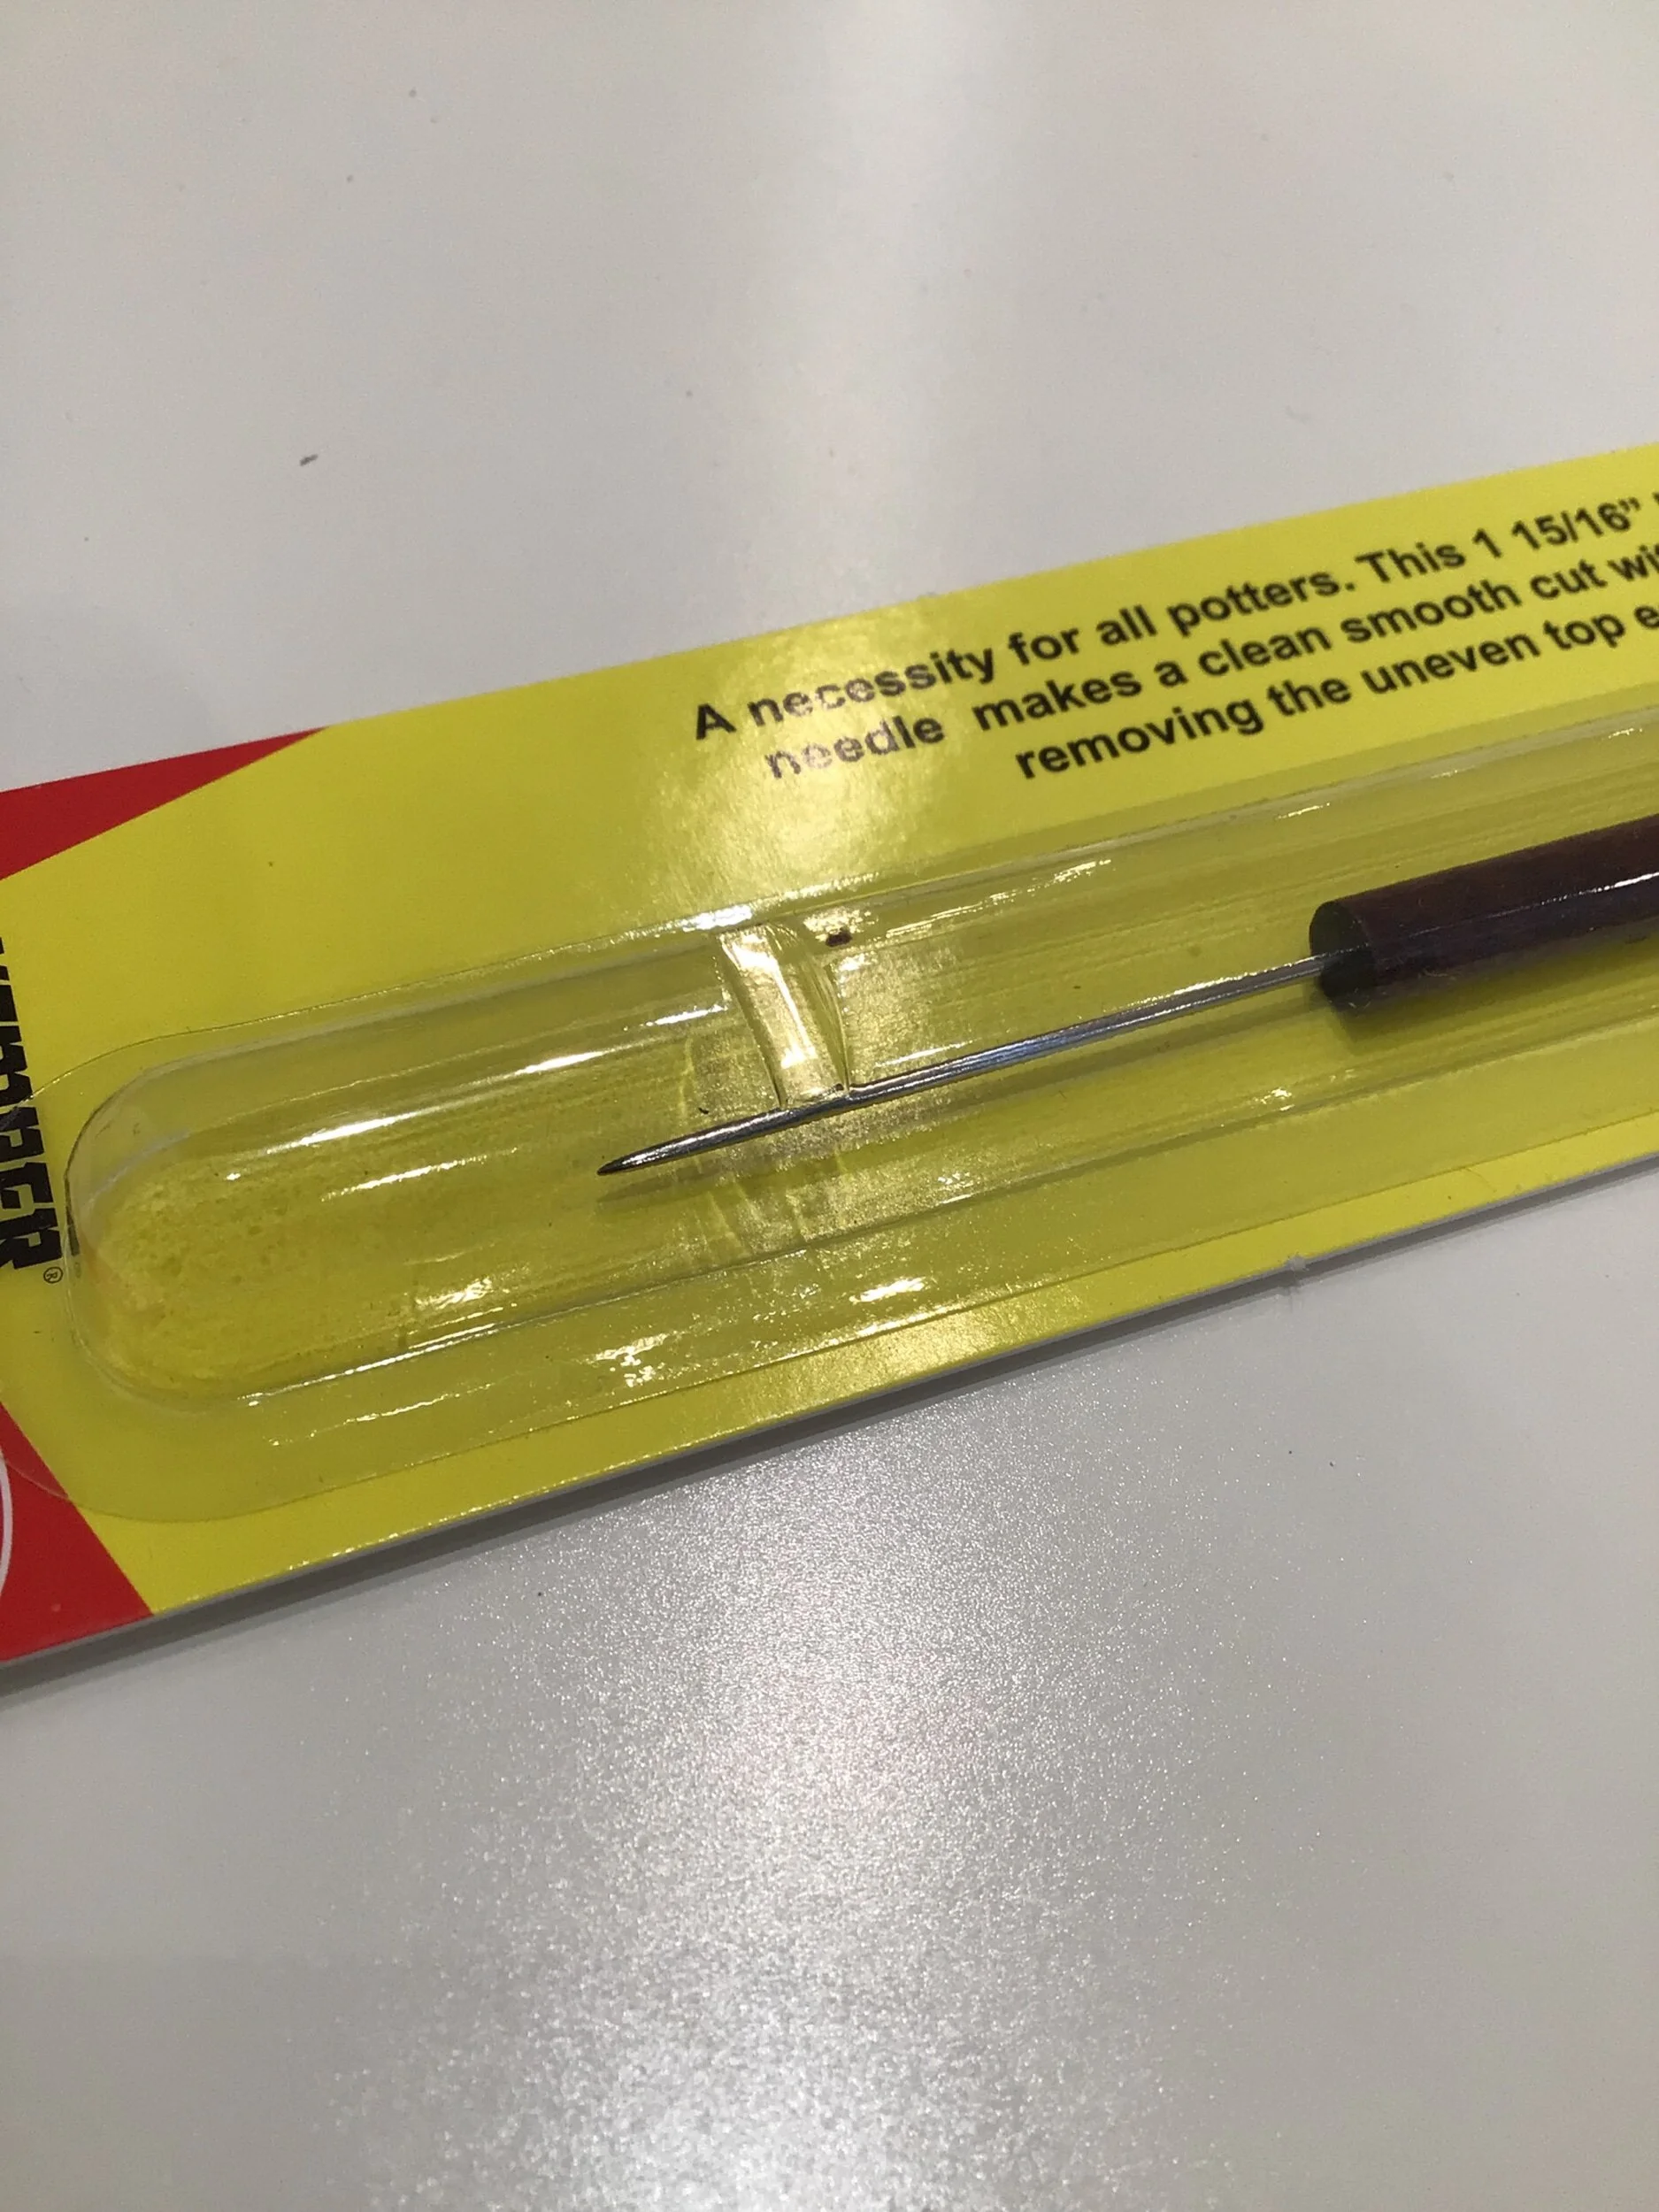 A necessity for all potters. This 1 15/16”
needle makes a clean smooth cut
removing the uneven top